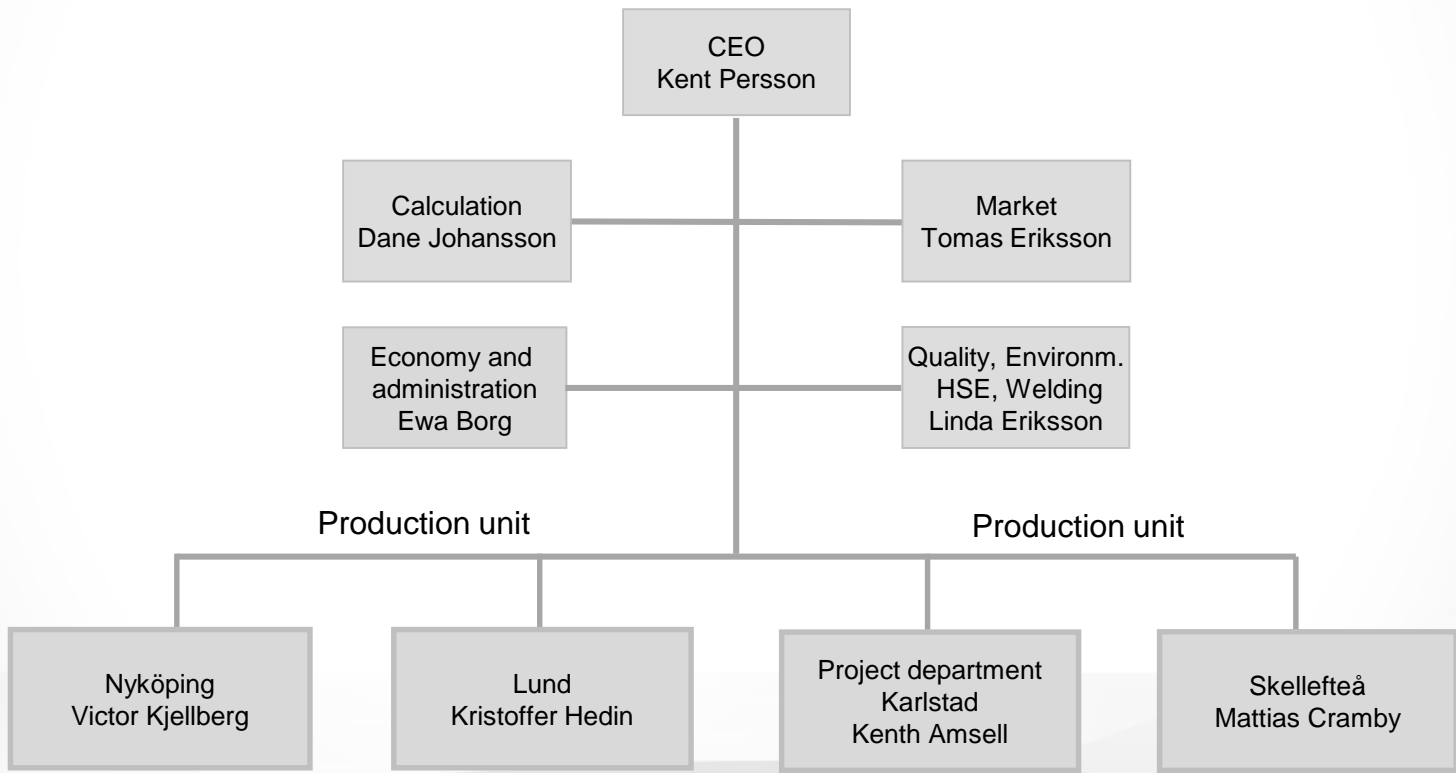 CEO
Kent Persson
Calculation
Dane Johansson
Market
Tomas Eriksson
Economy and
administration
Ewa Borg
Quality, Environm.
HSE, Welding
Linda Eriksson
Production unit
Production unit
Nyköping
Victor Kjellberg
Lund
Kristoffer Hedin
Project department
Karlstad
Kenth Amsell
Skellefteå
Mattias Cramby